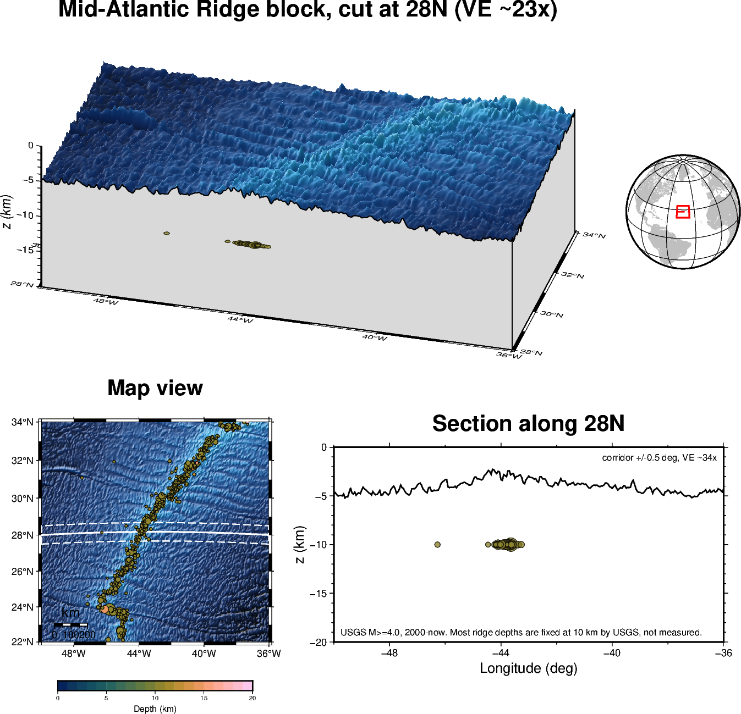 Mid-Atlantic Ridge block, cut at 28N (VE ~23x)
z (km)
0
−5
−10
−15
28°N
48°W
44°W
40°W
36°W
28°N
30°N
32°N
34°N
Map view
34°N
32°N
30°N
28°N
26°N
24°N
22°N
km
0 100200
48°W 44°W 40°W 36°W
0 5 10 15 20
Depth (km)
Section along 28N
corridor +/-0.5 deg, VE ~34x
z (km)
0
−5
−10
−15
−20
USGS M>=4.0, 2000-now. Most ridge depths are fixed at 10 km by USGS, not measured.
−48 −44 −40 −36
Longitude (deg)